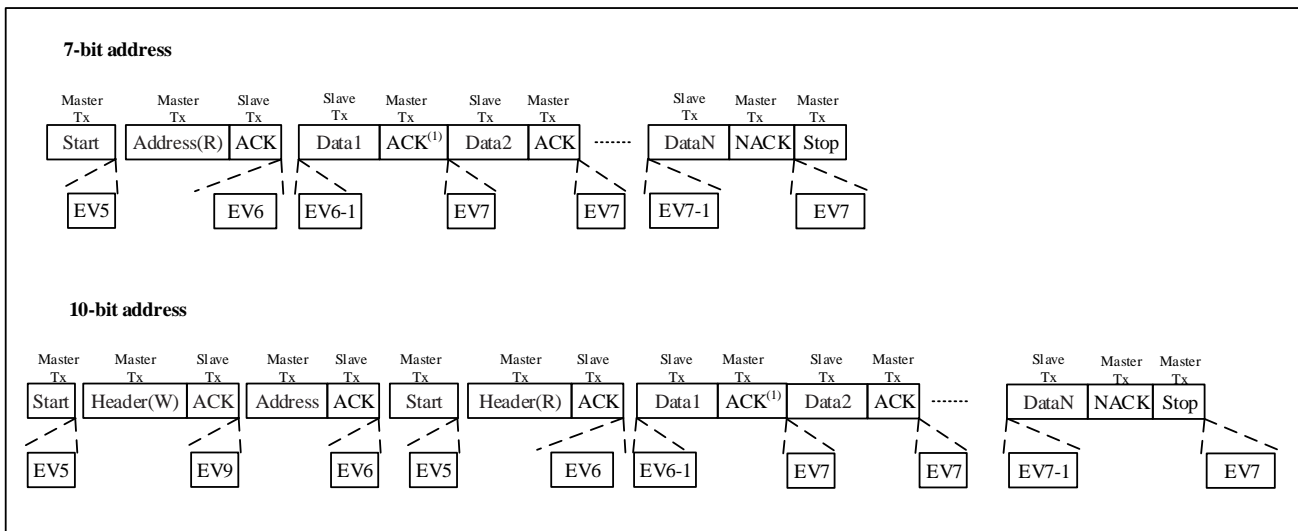 7-bit address
Master Master Slave Slave Master Slave Master Slave Master Master
Tx Tx Tx Tx Tx Tx Tx Tx Tx Tx
Start Address(R) ACK Data1 ACK(1) Data2 ACK ........ DataN NACK Stop
EV5 EV6 EV6-1 EV7 EV7 EV7-1 EV7
10-bit address
Master Master Slave Master Slave Master Master Slave Slave Master Slave Master Slave Master Master
Tx Tx Tx Tx Tx Tx Tx Tx Tx Tx Tx Tx Tx Tx Tx
Start Header(W) ACK Address ACK Start Header(R) ACK Data1 ACK(1) Data2 ACK ........ DataN NACK Stop
EV5 EV9 EV6 EV5 EV6 EV6-1 EV7 EV7 EV7-1 EV7